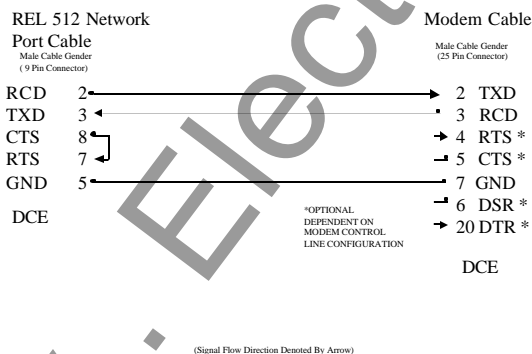 REL 512 Network
Port Cable
Male Cable Gender
( 9 Pin Connector)
Modem Cable
Male Cable Gender
(25 Pin Connector)
RCD 2 2 TXD
TXD 3 3 RCD
CTS 8 4 RTS *
RTS 7 5 CTS *
GND 5 7 GND
6 DSR *
20 DTR *
DCE
*OPTIONAL
DEPENDENT ON
MODEM CONTROL
LINE CONFIGURATION
DCE
(Signal Flow Direction Denoted By Arrow)
. Elect